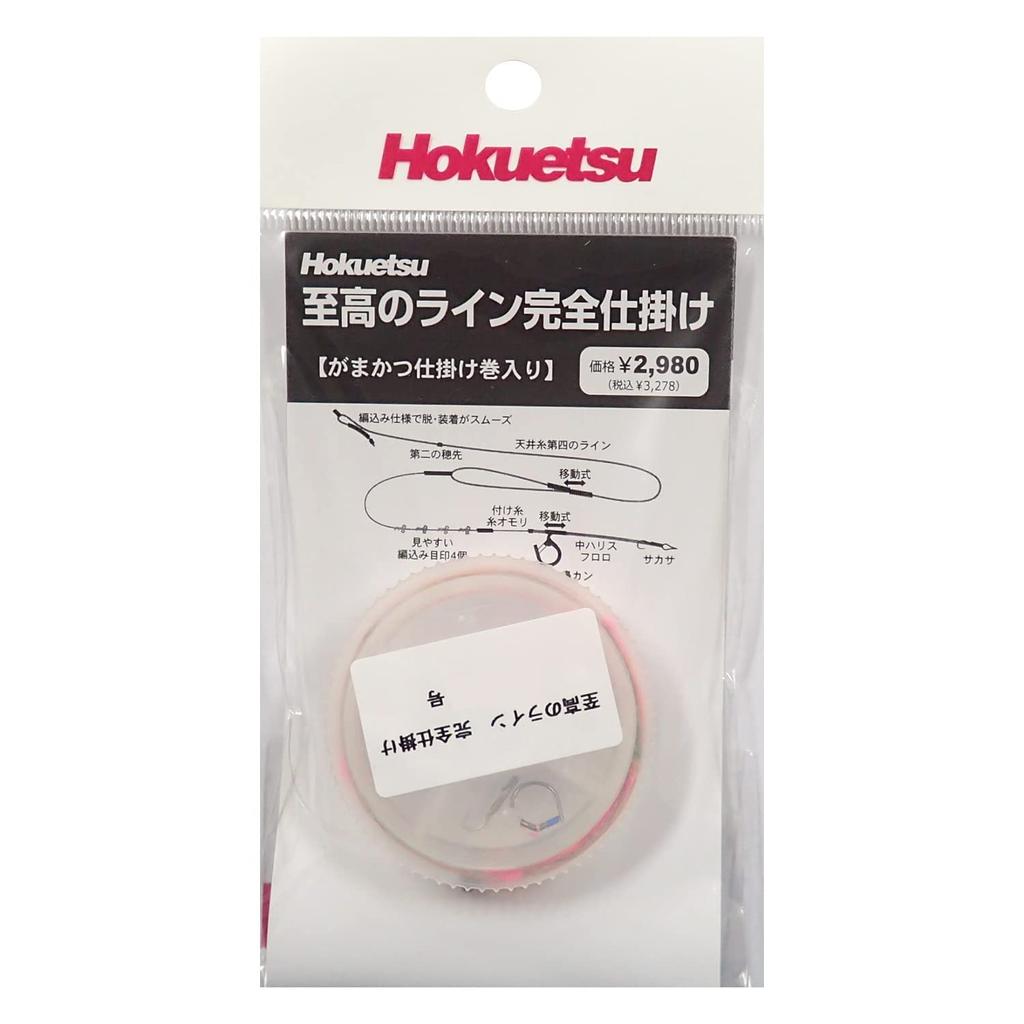 Hokuetsu
Hokuetsu
至高のライン完全仕掛け
【がまかつ仕掛け巻入り】
価格 ¥2,980
(税込¥3,278)
編込み仕様で脱・装着がスムーズ
天井糸第四のライン
第二の穂先
移動式
付け糸
糸オモリ
移動式
見やすい
編込み目印4個
中ハリス
フロロ
サカサ
カン
至高のライン 完全仕掛け
号